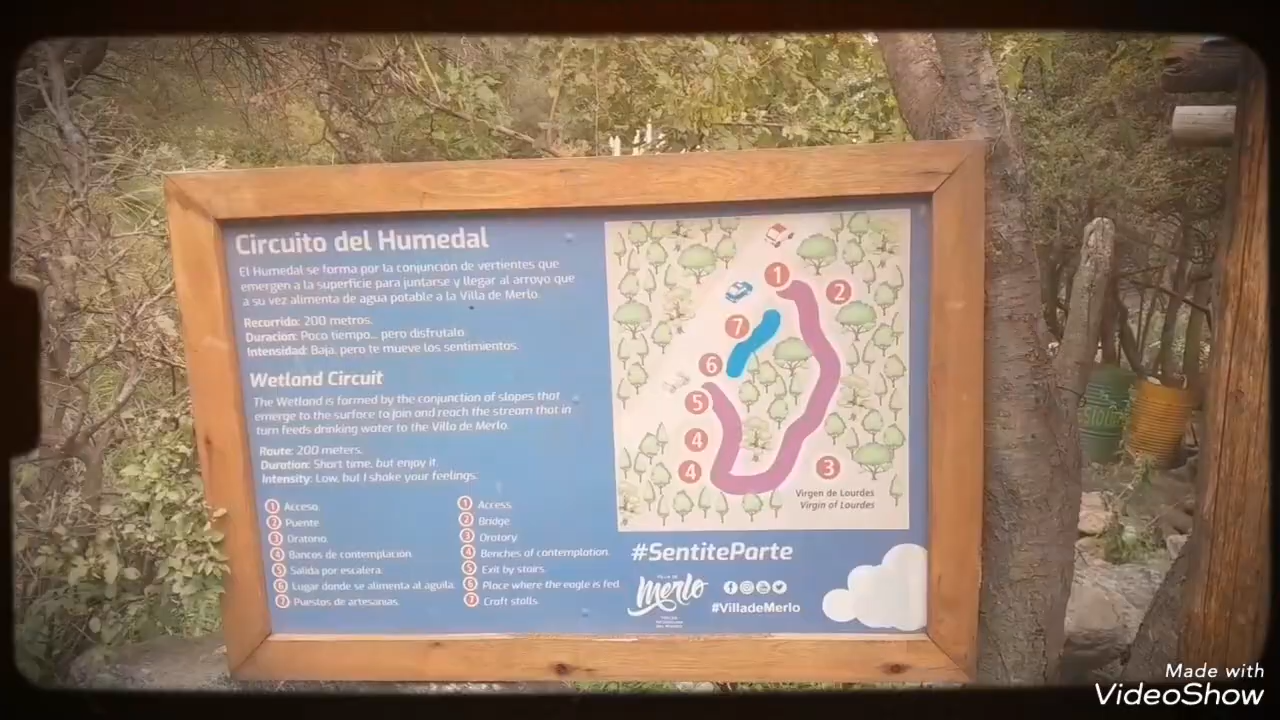 Circuito del Humedal
El Humedal se forma por la conjunción de vertientes que
emergen a la superficie para juntarse y llegar al arroyo que
a su vez alimenta de agua potable a la Villa de Merlo.
Recorrido: 200 metros.
Duración: Poco tiempo... pero disfrutalo.
Intensidad: Baja, pero te mueve los sentimientos.
Wetland Circuit
The Wetland is formed by the conjunction of slopes that
emerge to the surface to join and reach the stream that in
turn feeds drinking water to the Villa de Merlo.
Route: 200 meters.
Duration: Short time, but enjoy it.
Intensity: Low, but I shake your feelings.
1 Acceso.
2 Puente.
3 Oratorio.
4 Bancos de contemplación.
5 Salida por escalera.
6 Lugar donde se alimenta al aguila.
7 Puestos de artesanias.
1 Access.
2 Bridge.
3 Oratory.
4 Benches of contemplation.
5 Exit by stairs.
6 Place where the eagle is fed.
7 Craft stalls.
1
2
7
6
5
4
4
3
Virgen de Lourdes
Virgin of Lourdes
#SentiteParte
VILLA DE
Merlo
#VilladeMerlo
Made with
VideoShow